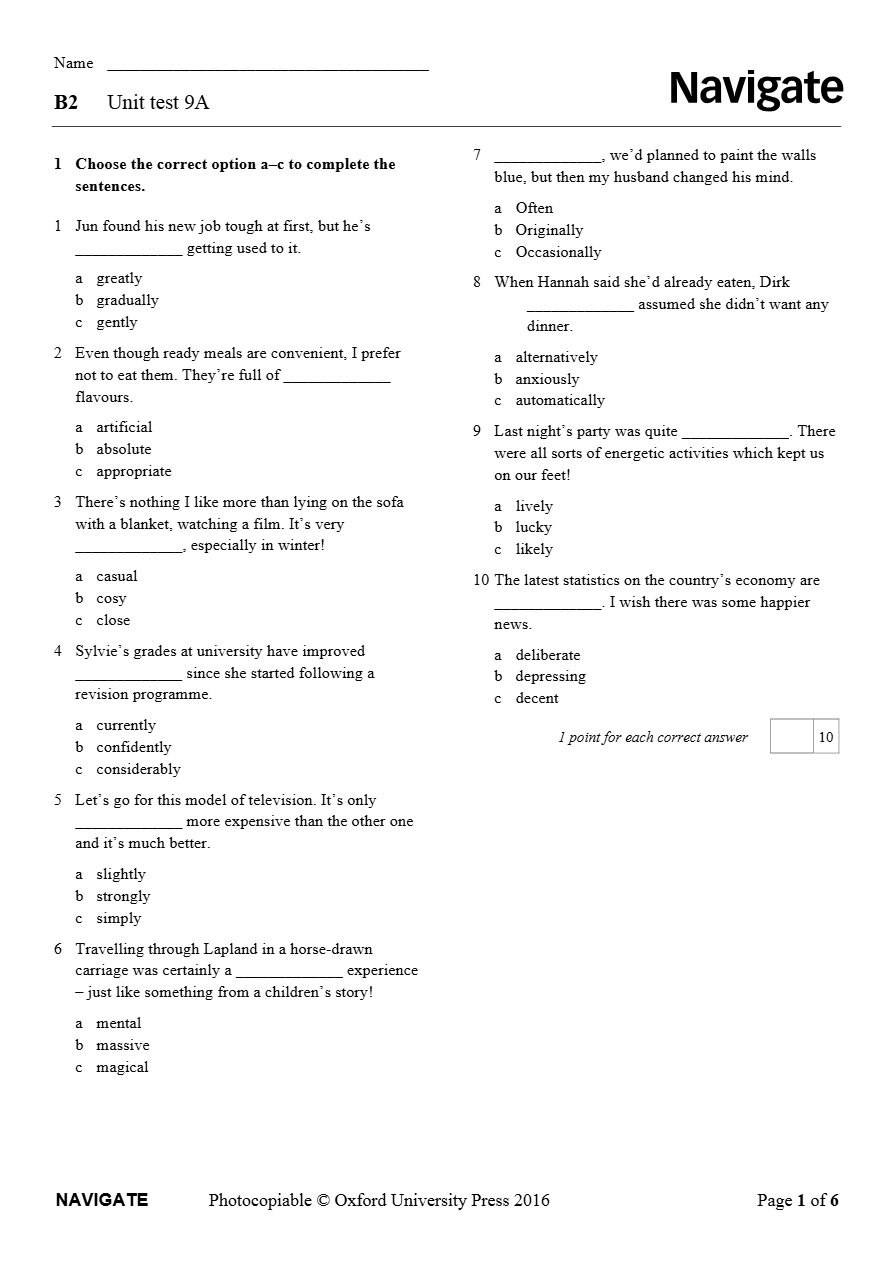 Name ________________________________________
Navigate
B2 Unit test 9A
1 Choose the correct option a–c to complete the
sentences.
1 Jun found his new job tough at first, but he’s
_____________ getting used to it.
a greatly
b gradually
c gently
2 Even though ready meals are convenient, I prefer
not to eat them. They’re full of _____________
flavours.
a artificial
b absolute
c appropriate
3 There’s nothing I like more than lying on the sofa
with a blanket, watching a film. It’s very
_____________, especially in winter!
a casual
b cosy
c close
4 Sylvie’s grades at university have improved
_____________ since she started following a
revision programme.
a currently
b confidently
c considerably
5 Let’s go for this model of television. It’s only
_____________ more expensive than the other one
and it’s much better.
a slightly
b strongly
c simply
6 Travelling through Lapland in a horse-drawn
carriage was certainly a _____________ experience
– just like something from a children’s story!
a mental
b massive
c magical
7 _____________, we’d planned to paint the walls
blue, but then my husband changed his mind.
a Often
b Originally
c Occasionally
8 When Hannah said she’d already eaten, Dirk
_____________ assumed she didn’t want any
dinner.
a alternatively
b anxiously
c automatically
9 Last night’s party was quite _____________. There
were all sorts of energetic activities which kept us
on our feet!
a lively
b lucky
c likely
10 The latest statistics on the country’s economy are
_____________. I wish there was some happier
news.
a deliberate
b depressing
c decent
1 point for each correct answer 10
NAVIGATE Photocopiable © Oxford University Press 2016 Page 1 of 6